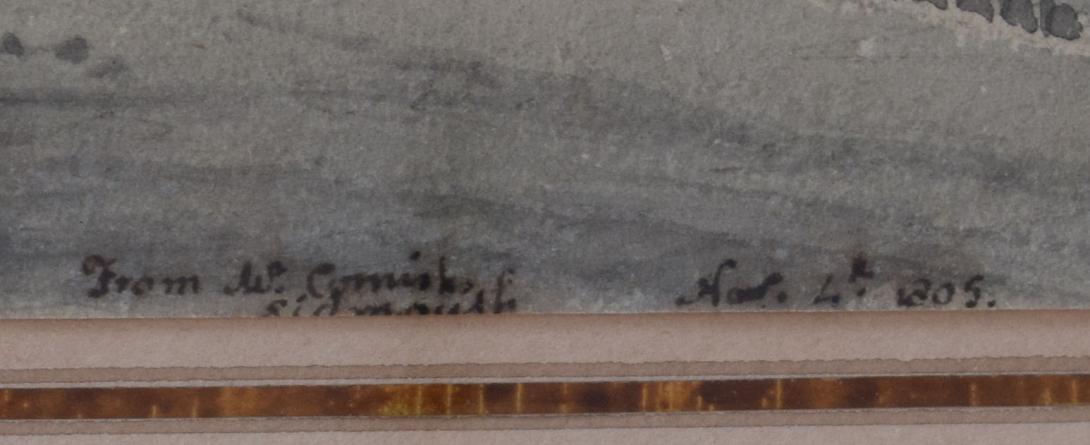 From Mr. Cornish,
Sidmouth
Nov. 4th 1805.